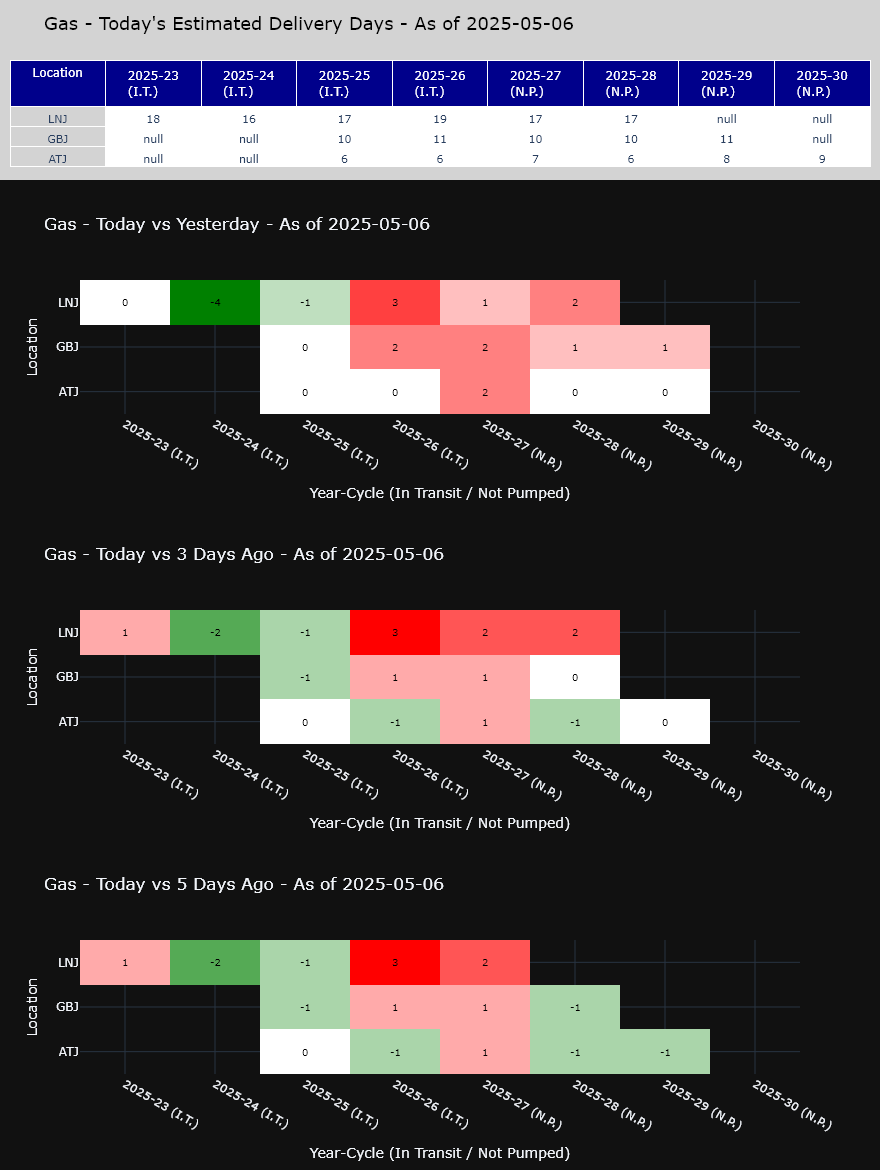 Gas - Today's Estimated Delivery Days - As of 2025-05-06
Location 2025-23 (I.T.) 2025-24 (I.T.) 2025-25 (I.T.) 2025-26 (I.T.) 2025-27 (N.P.) 2025-28 (N.P.) 2025-29 (N.P.) 2025-30 (N.P.)
LNJ 18 16 17 19 17 17 null null
GBJ null null 10 11 10 10 11 null
ATJ null null 6 6 7 6 8 9
Gas - Today vs Yesterday - As of 2025-05-06
Location
LNJ 0 -4 -1 3 1 2
GBJ 0 2 2 1 1
ATJ 0 0 2 0 0
2025-23 (I.T.) 2025-24 (I.T.) 2025-25 (I.T.) 2025-26 (I.T.) 2025-27 (N.P.) 2025-28 (N.P.) 2025-29 (N.P.) 2025-30 (N.P.)
Year-Cycle (In Transit / Not Pumped)
Gas - Today vs 3 Days Ago - As of 2025-05-06
Location
LNJ 1 -2 -1 3 2 2
GBJ -1 1 1 0
ATJ 0 -1 1 -1 0
2025-23 (I.T.) 2025-24 (I.T.) 2025-25 (I.T.) 2025-26 (I.T.) 2025-27 (N.P.) 2025-28 (N.P.) 2025-29 (N.P.) 2025-30 (N.P.)
Year-Cycle (In Transit / Not Pumped)
Gas - Today vs 5 Days Ago - As of 2025-05-06
Location
LNJ 1 -2 -1 3 2
GBJ -1 1 1 -1
ATJ 0 -1 1 -1 -1
2025-23 (I.T.) 2025-24 (I.T.) 2025-25 (I.T.) 2025-26 (I.T.) 2025-27 (N.P.) 2025-28 (N.P.) 2025-29 (N.P.) 2025-30 (N.P.)
Year-Cycle (In Transit / Not Pumped)